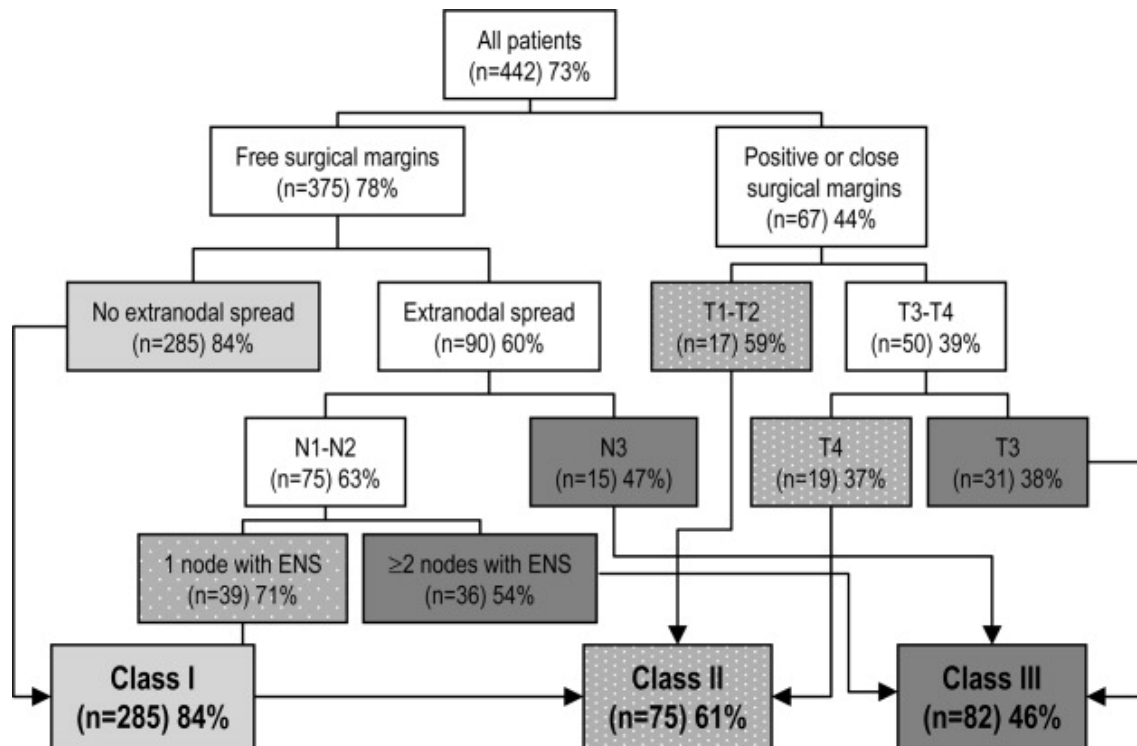 All patients
(n=442) 73%
Free surgical margins
(n=375) 78%
Positive or close
surgical margins
(n=67) 44%
No extranodal spread
(n=285) 84%
Extranodal spread
(n=90) 60%
T1-T2
(n=17) 59%
T3-T4
(n=50) 39%
N1-N2
(n=75) 63%
N3
(n=15) 47%)
T4
(n=19) 37%
T3
(n=31) 38%
1 node with ENS
(n=39) 71%
≥2 nodes with ENS
(n=36) 54%
Class I
(n=285) 84%
Class II
(n=75) 61%
Class III
(n=82) 46%